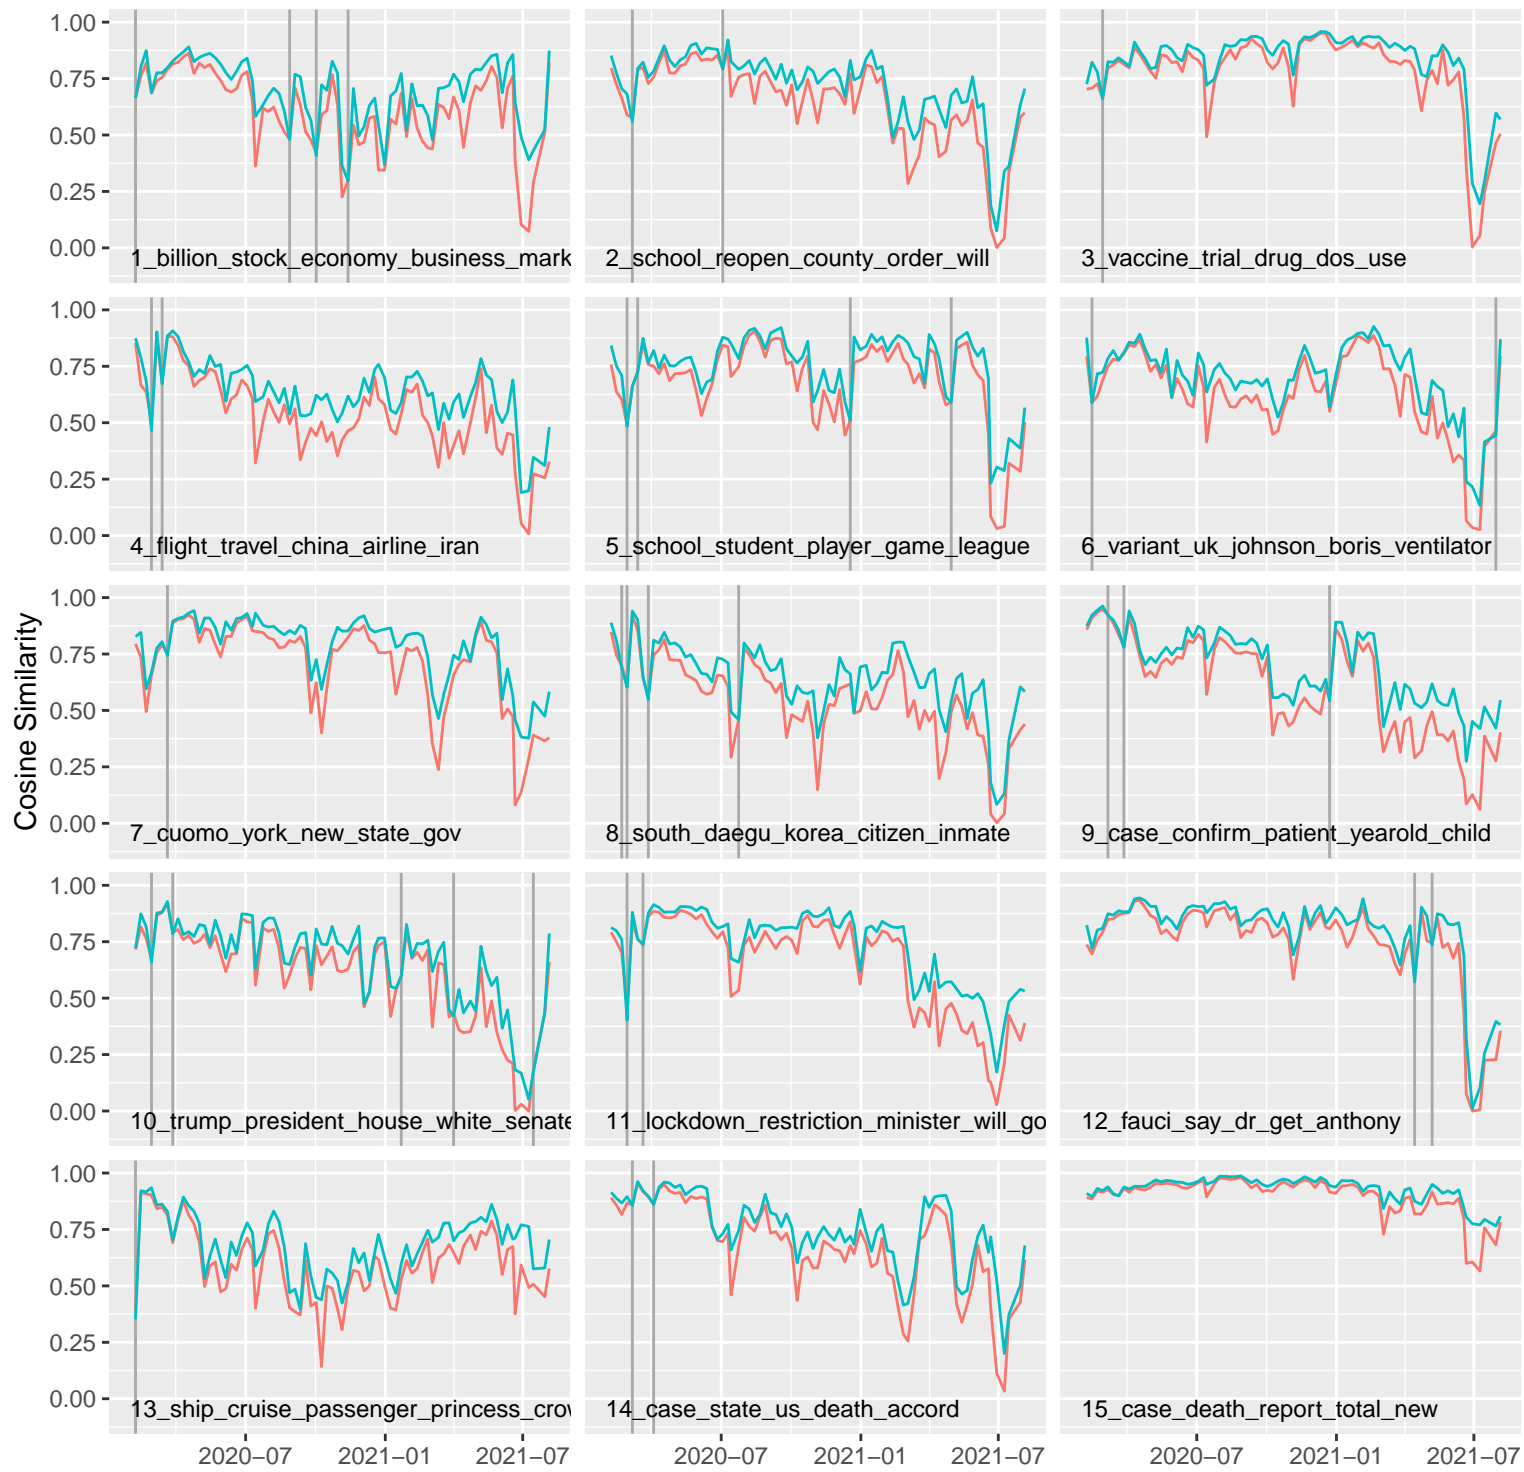 1.00
0.75
0.50
0.25
0.00
1_billion_stock_economy_business_mark
2_school_reopen_county_order_will
3_vaccine_trial_drug_dos_use
1.00
0.75
0.50
0.25
0.00
4_flight_travel_china_airline_iran
5_school_student_player_game_league
6_variant_uk_johnson_boris_ventilator
Cosine Similarity
1.00
0.75
0.50
0.25
0.00
7_cuomo_york_new_state_gov
8_south_daegu_korea_citizen_inmate
9_case_confirm_patient_yearold_child
1.00
0.75
0.50
0.25
0.00
10_trump_president_house_white_senate
11_lockdown_restriction_minister_will_go
12_fauci_say_dr_get_anthony
1.00
0.75
0.50
0.25
0.00
13_ship_cruise_passenger_princess_crow
14_case_state_us_death_accord
15_case_death_report_total_new
2020−07 2021−01 2021−07
2020−07 2021−01 2021−07
2020−07 2021−01 2021−07